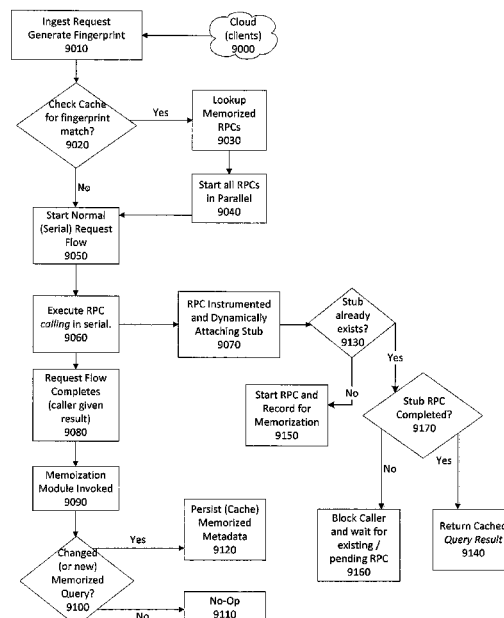 Ingest Request
Generate Fingerprint
9010
Cloud
(clients)
9000
Check Cache
for fingerprint
match?
9020
Yes
Lookup
Memorized
RPCs
9030
No
Start all RPCs
in Parallel
9040
Start Normal
(Serial) Request
Flow
9050
Execute RPC
calling in serial.
9060
RPC Instrumented
and Dynamically
Attaching Stub
9070
Stub
already
exists?
9130
Yes
No
Request Flow
Completes
(caller given
result)
9080
Start RPC and
Record for
Memorization
9150
Stub RPC
Completed?
9170
No
Yes
Memoization
Module Invoked
9090
Persist (Cache)
Memorized
Metadata
9120
Yes
Block Caller
and wait for
existing /
pending RPC
9160
Return Cached
Query Result
9140
Changed
(or new)
Memorized
Query?
9100
No
No-Op
9110